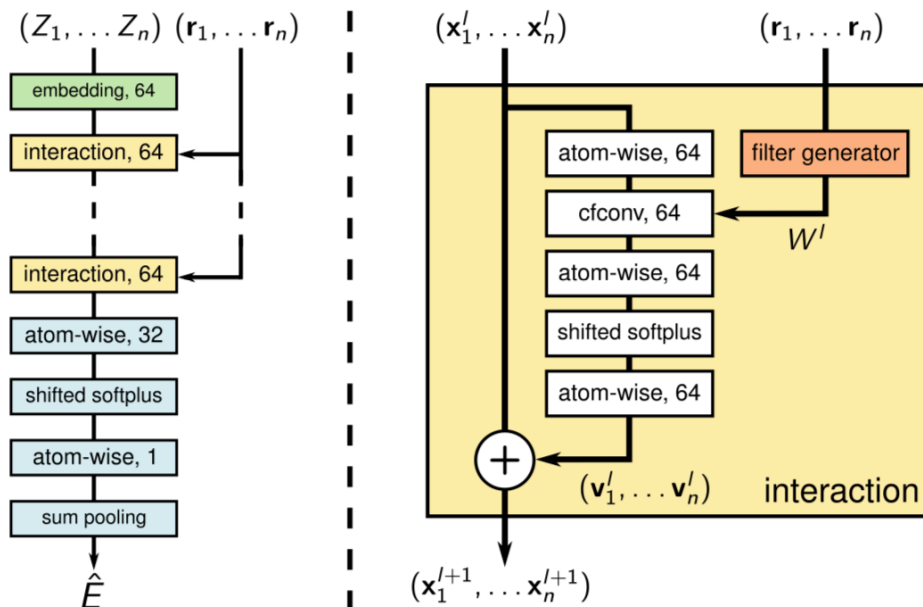 (Z₁, . . . Zₙ) (r₁, . . . rₙ)
embedding, 64
interaction, 64
interaction, 64
atom-wise, 32
shifted softplus
atom-wise, 1
sum pooling
Ê
(x₁ˡ, . . . xₙˡ)
(r₁, . . . rₙ)
atom-wise, 64
filter generator
cfconv, 64
Wˡ
atom-wise, 64
shifted softplus
atom-wise, 64
+
(v₁ˡ, . . . vₙˡ)
interaction
(x₁ˡ⁺¹, . . . xₙˡ⁺¹)